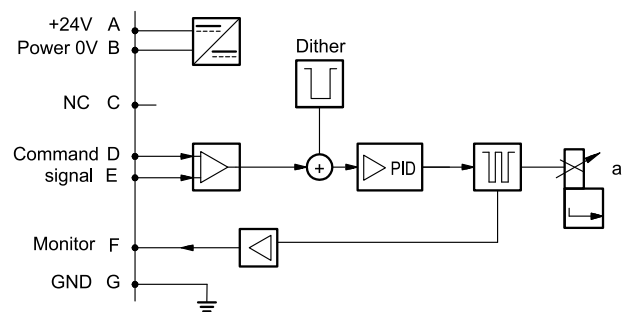 +24V A
Power 0V B
Dither
NC C
Command D
signal E
+
PID
a
Monitor F
GND G